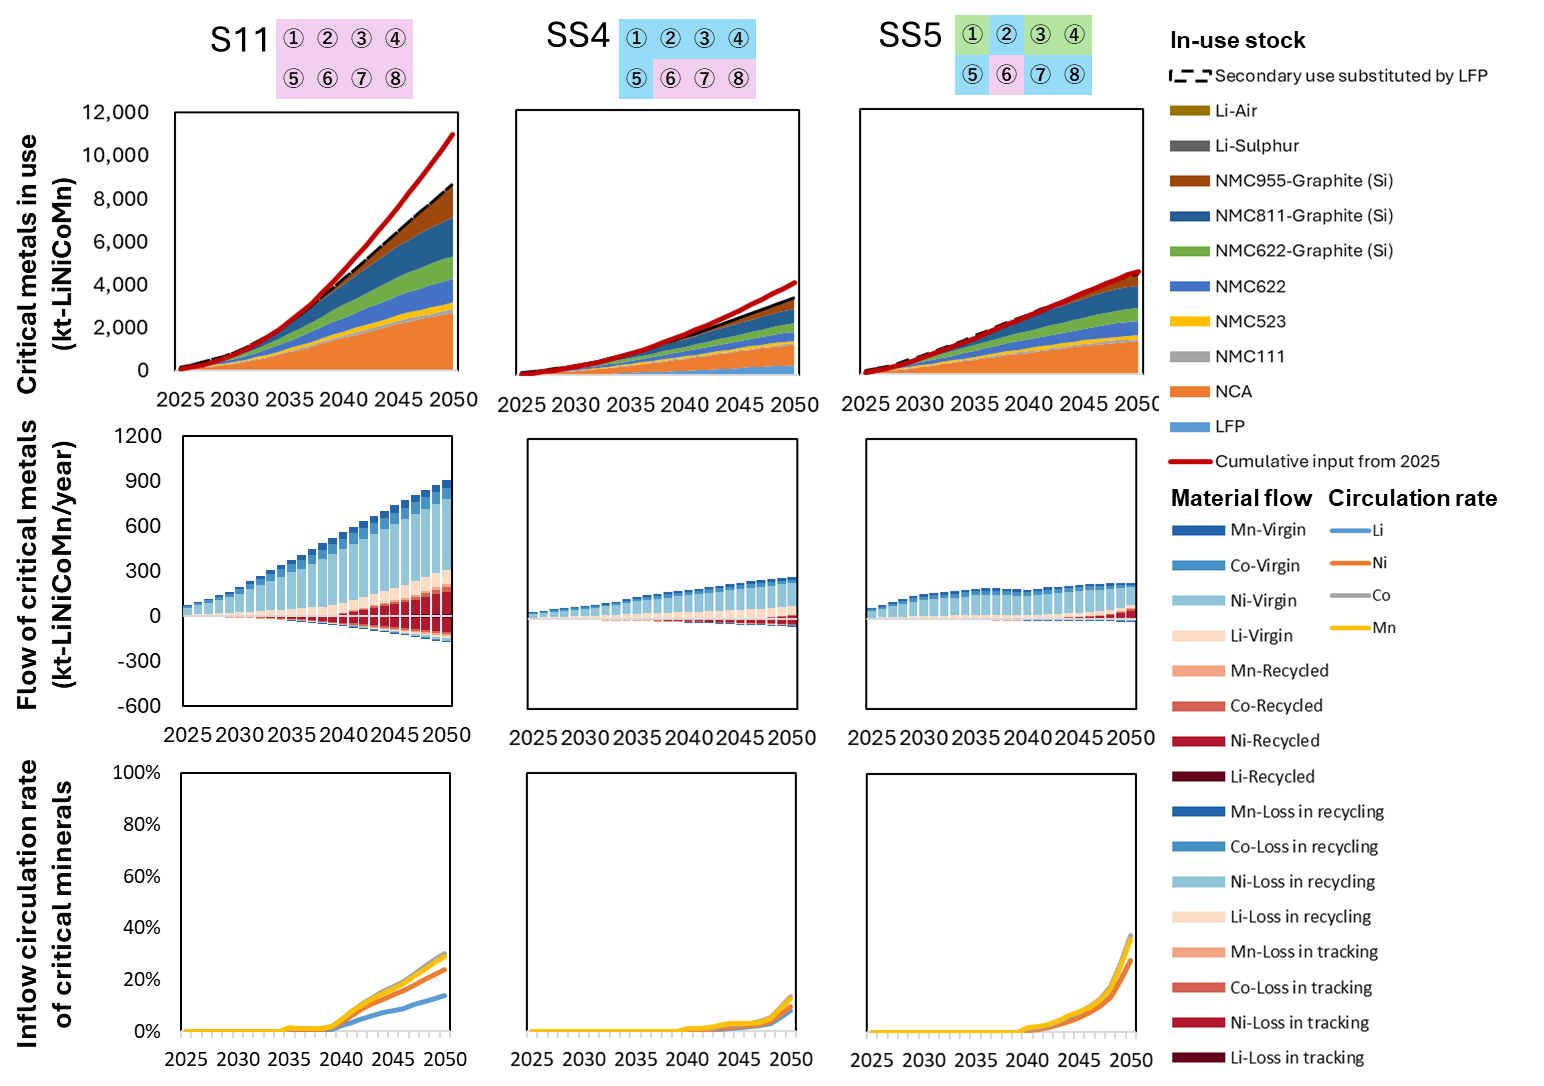 S11 ① ② ③ ④
⑤ ⑥ ⑦ ⑧
SS4 ① ② ③ ④
⑤ ⑥ ⑦ ⑧
SS5 ① ② ③ ④
⑤ ⑥ ⑦ ⑧
Critical metals in use
(kt-LiNiCoMn)
12,000
10,000
8,000
6,000
4,000
2,000
0
2025 2030 2035 2040 2045 2050
2025 2030 2035 2040 2045 2050
2025 2030 2035 2040 2045 2050
Flow of critical metals
(kt-LiNiCoMn/year)
1200
900
600
300
0
-300
-600
2025 2030 2035 2040 2045 2050
2025 2030 2035 2040 2045 2050
2025 2030 2035 2040 2045 2050
Inflow circulation rate
of critical minerals
100%
80%
60%
40%
20%
0%
2025 2030 2035 2040 2045 2050
2025 2030 2035 2040 2045 2050
2025 2030 2035 2040 2045 2050
In-use stock
Secondary use substituted by LFP
Li-Air
Li-Sulphur
NMC955-Graphite (Si)
NMC811-Graphite (Si)
NMC622-Graphite (Si)
NMC622
NMC523
NMC111
NCA
LFP
Cumulative input from 2025
Material flow
Mn-Virgin
Co-Virgin
Ni-Virgin
Li-Virgin
Mn-Recycled
Co-Recycled
Ni-Recycled
Li-Recycled
Mn-Loss in recycling
Co-Loss in recycling
Ni-Loss in recycling
Li-Loss in recycling
Mn-Loss in tracking
Co-Loss in tracking
Ni-Loss in tracking
Li-Loss in tracking
Circulation rate
Li
Ni
Co
Mn